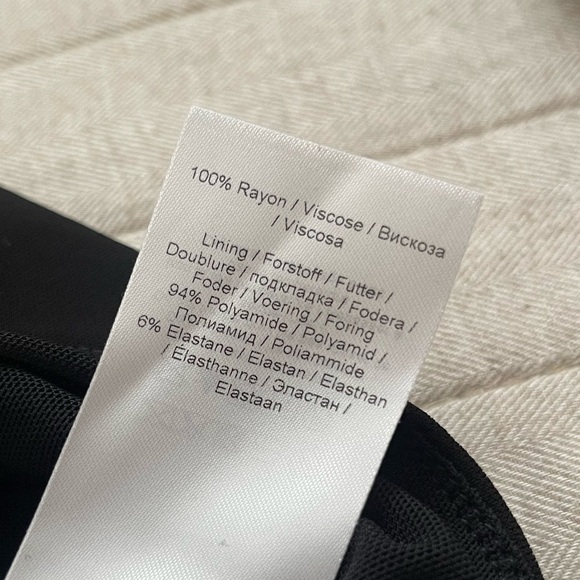 100% Rayon / Viscose / Вискоза
/ Viscosa
Lining / Forstoff / Futter /
Doublure / подкладка / Fodera /
Foder / Voering / Foring
94% Polyamide / Polyamid /
Полиамид / Poliammide
6% Elastane / Elastan / Elasthan
/ Élasthanne / Эластан /
Elastaan